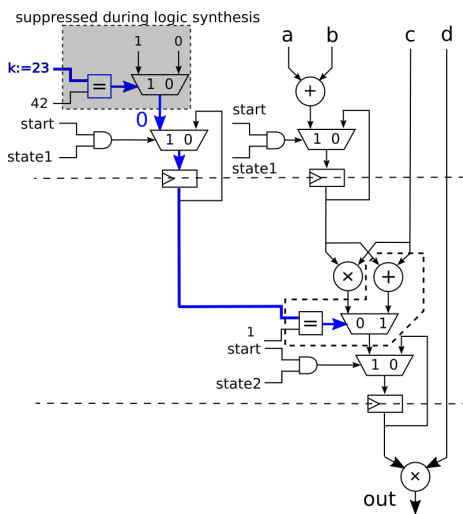 suppressed during logic synthesis
a b c d
1 0
k:=23
=
1 0
42
+
0
start
start
1 0
1 0
state1
state1
×
+
=
0 1
1
start
1 0
state2
×
out